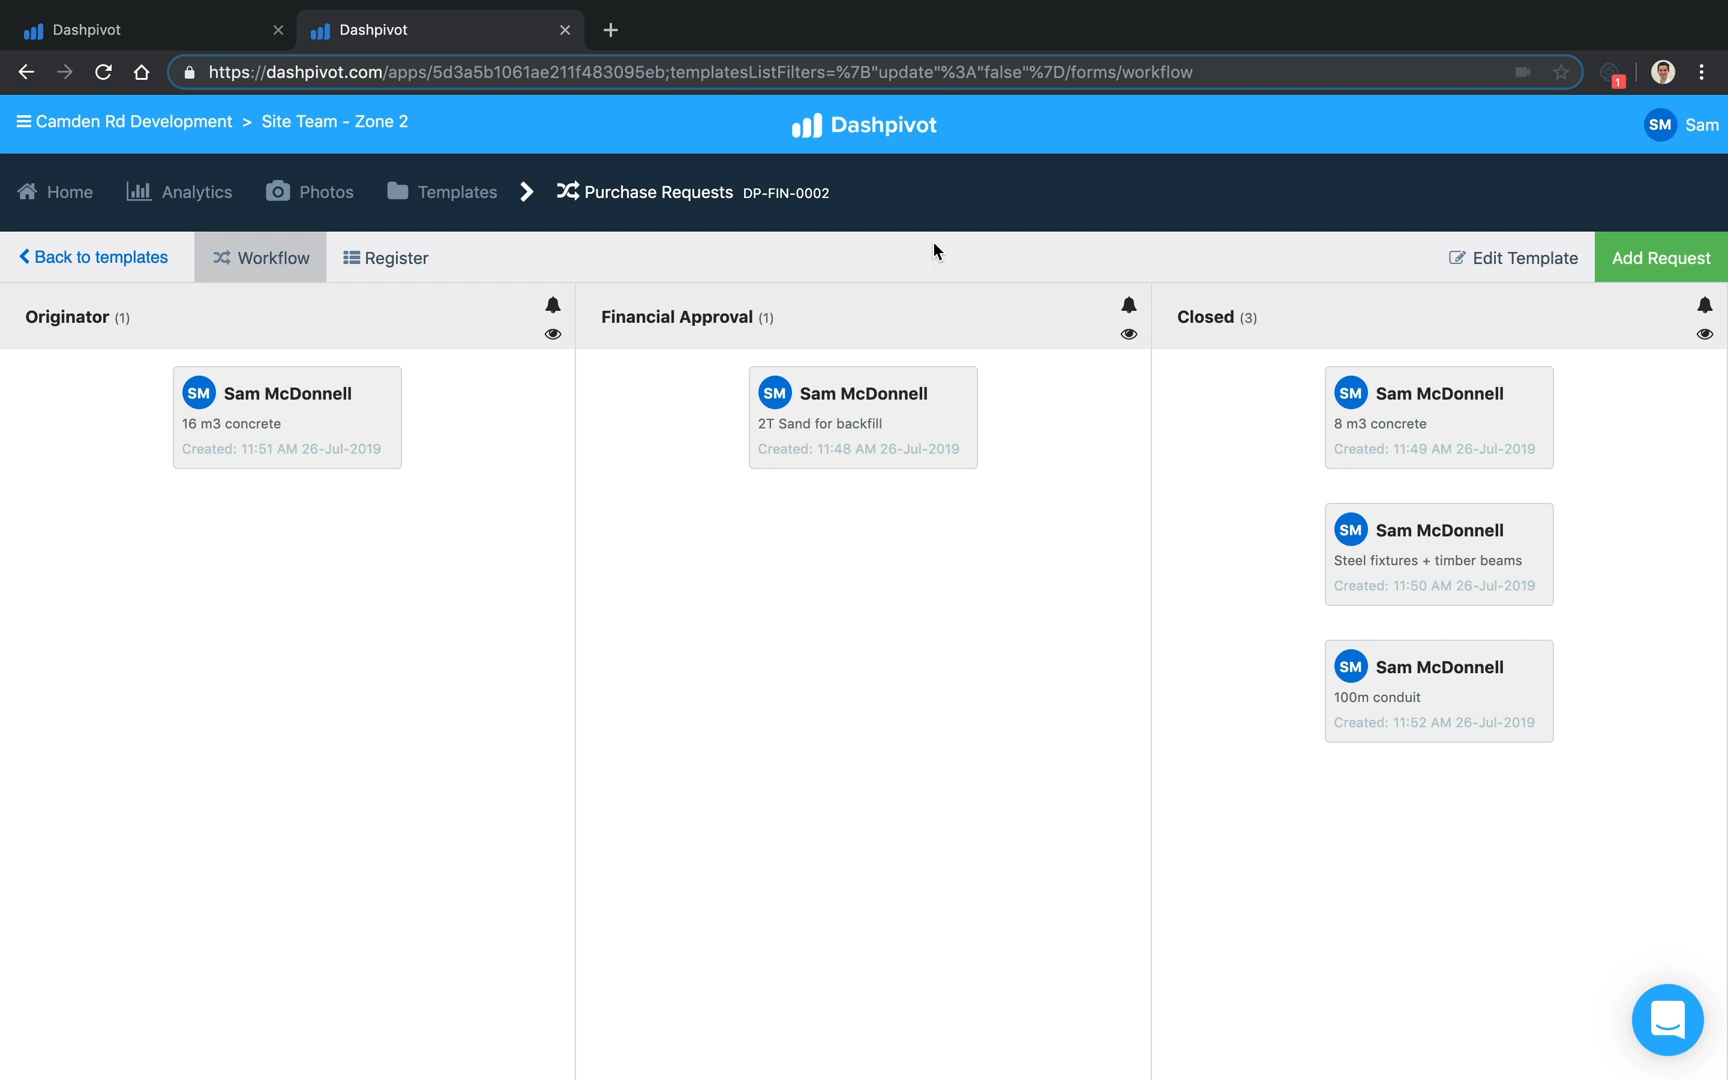 Dashpivot
Dashpivot
https://dashpivot.com/apps/5d3a5b1061ae211f483095eb;templatesListFilters=%7B"update"%3A"false"%7D/forms/workflow
1
Camden Rd Development > Site Team - Zone 2
Dashpivot
SM Sam
Home
Analytics
Photos
Templates
Purchase Requests DP-FIN-0002
Back to templates
Workflow
Register
Edit Template
Add Request
Originator (1)
Financial Approval (1)
Closed (3)
SM Sam McDonnell
16 m3 concrete
Created: 11:51 AM 26-Jul-2019
SM Sam McDonnell
2T Sand for backfill
Created: 11:48 AM 26-Jul-2019
SM Sam McDonnell
8 m3 concrete
Created: 11:49 AM 26-Jul-2019
SM Sam McDonnell
Steel fixtures + timber beams
Created: 11:50 AM 26-Jul-2019
SM Sam McDonnell
100m conduit
Created: 11:52 AM 26-Jul-2019